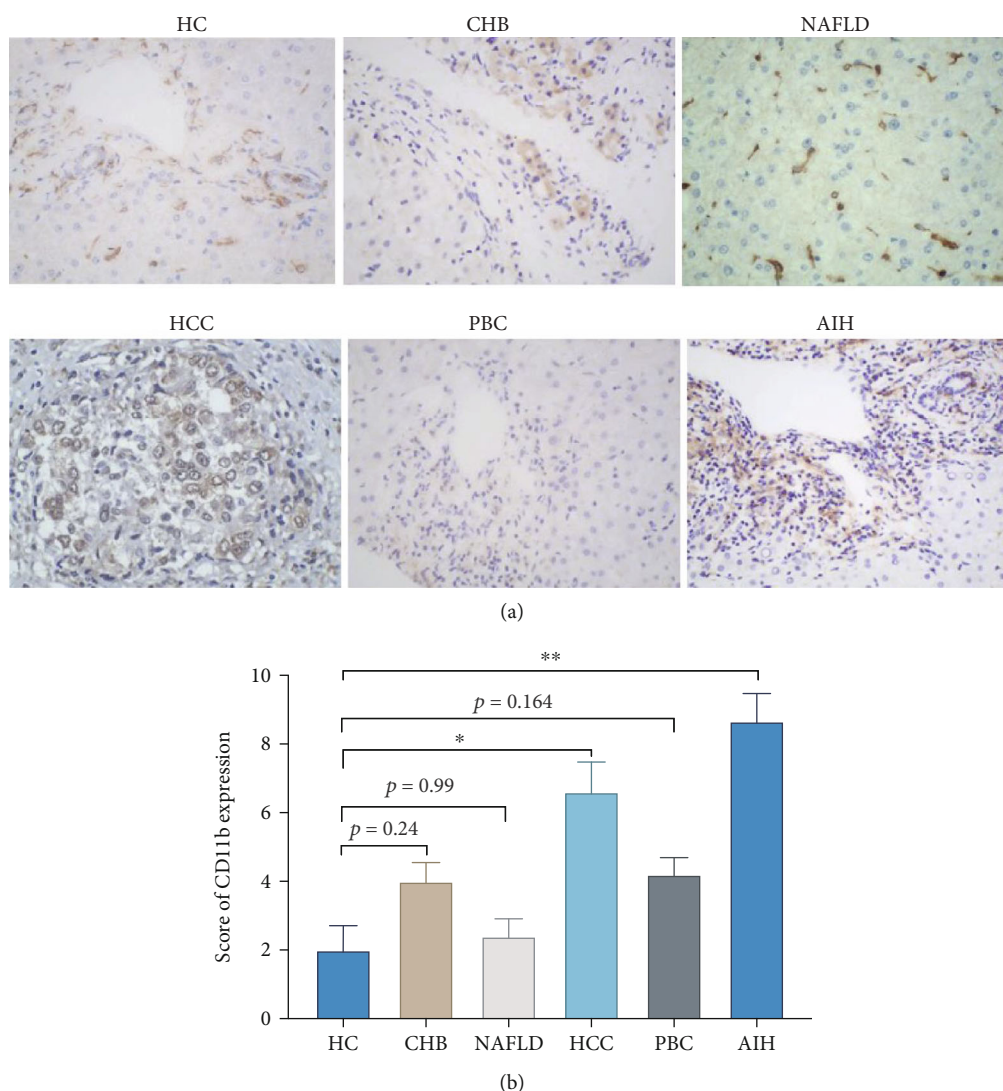 HC CHB NAFLD
HCC PBC AIH
(a)
**
p = 0.164
*
p = 0.99
p = 0.24
Score of CD11b expression
10
8
6
4
2
0
HC CHB NAFLD HCC PBC AIH
(b)